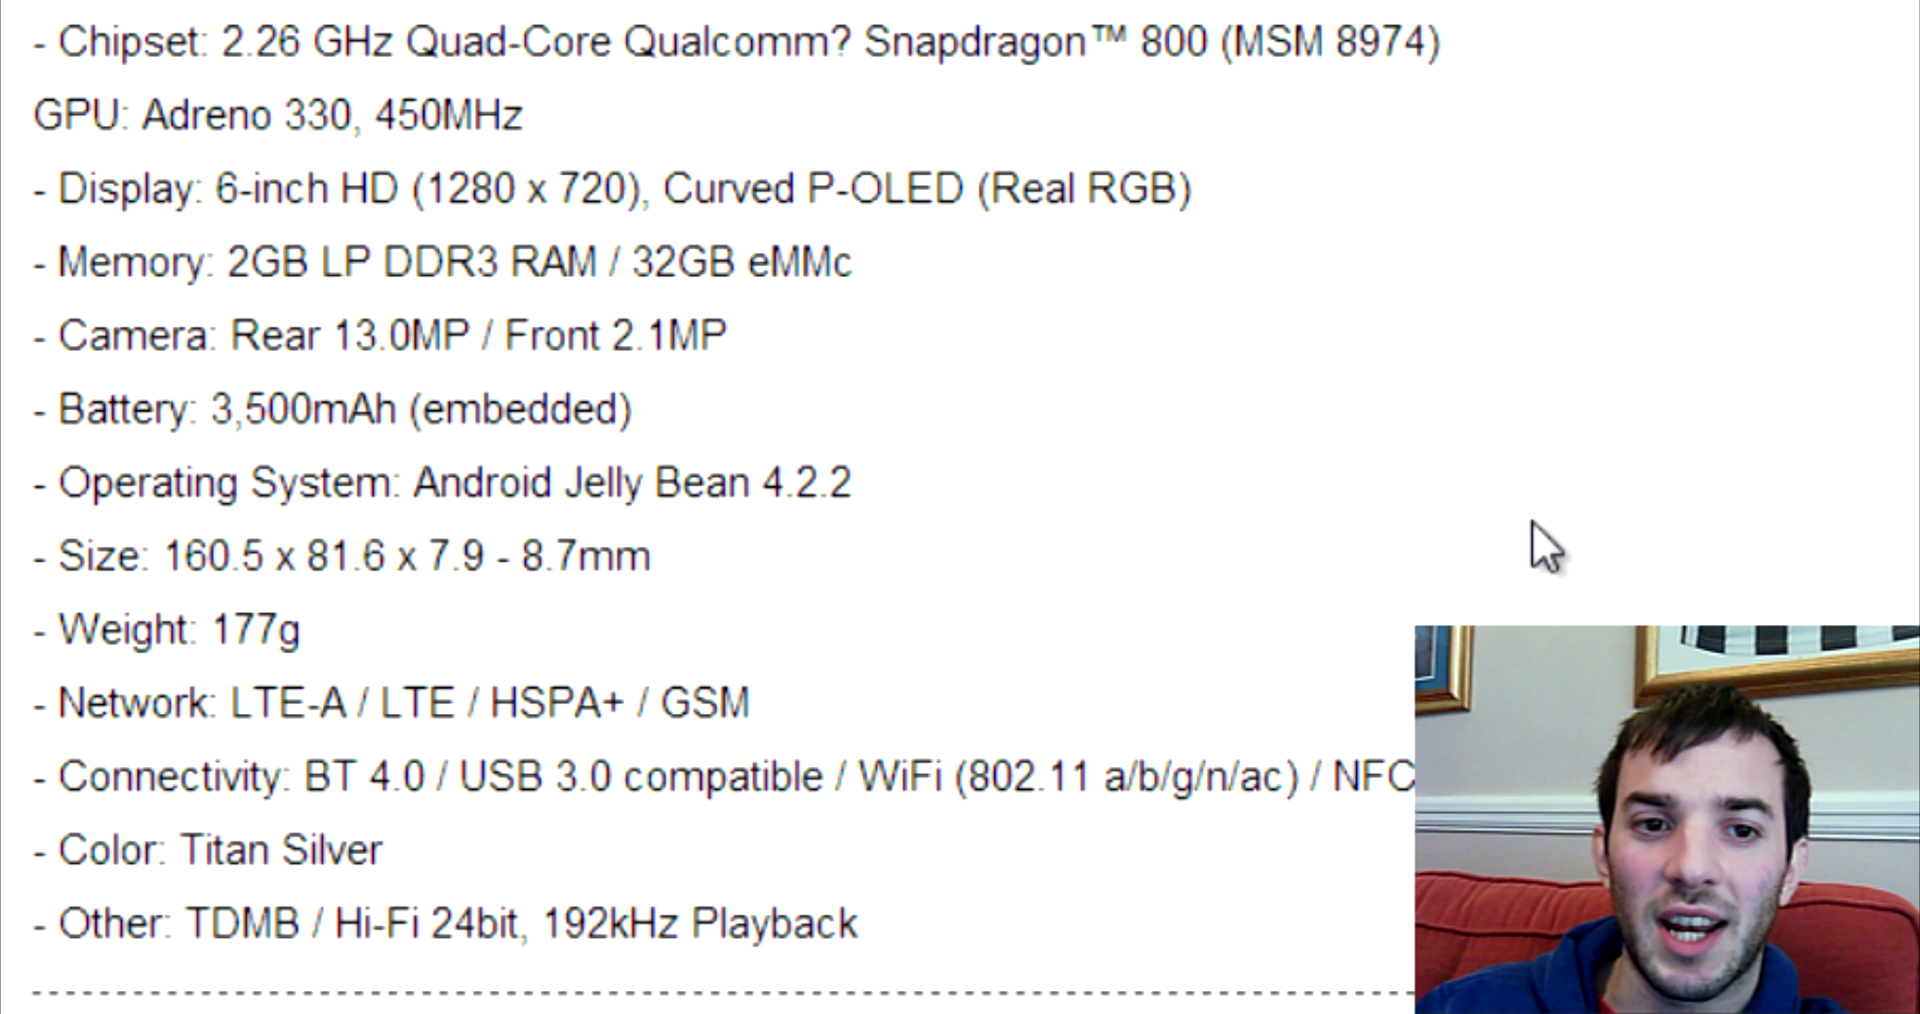 - Chipset: 2.26 GHz Quad-Core Qualcomm? Snapdragon™ 800 (MSM 8974)
GPU: Adreno 330, 450MHz
- Display: 6-inch HD (1280 x 720), Curved P-OLED (Real RGB)
- Memory: 2GB LP DDR3 RAM / 32GB eMMc
- Camera: Rear 13.0MP / Front 2.1MP
- Battery: 3,500mAh (embedded)
- Operating System: Android Jelly Bean 4.2.2
- Size: 160.5 x 81.6 x 7.9 - 8.7mm
- Weight: 177g
- Network: LTE-A / LTE / HSPA+ / GSM
- Connectivity: BT 4.0 / USB 3.0 compatible / WiFi (802.11 a/b/g/n/ac) / NFC
- Color: Titan Silver
- Other: TDMB / Hi-Fi 24bit, 192kHz Playback